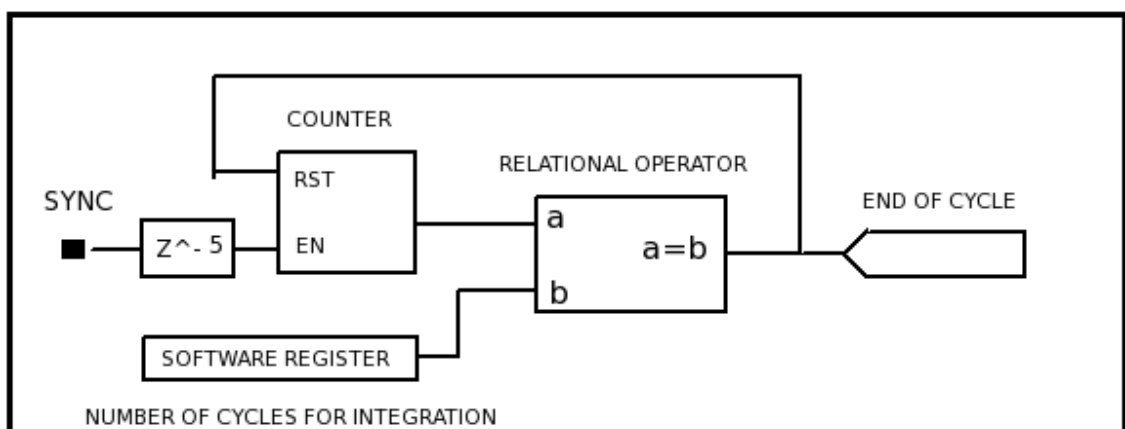 COUNTER
RELATIONAL OPERATOR
SYNC
RST
END OF CYCLE
a
Z^- 5
EN
a=b
b
SOFTWARE REGISTER
NUMBER OF CYCLES FOR INTEGRATION